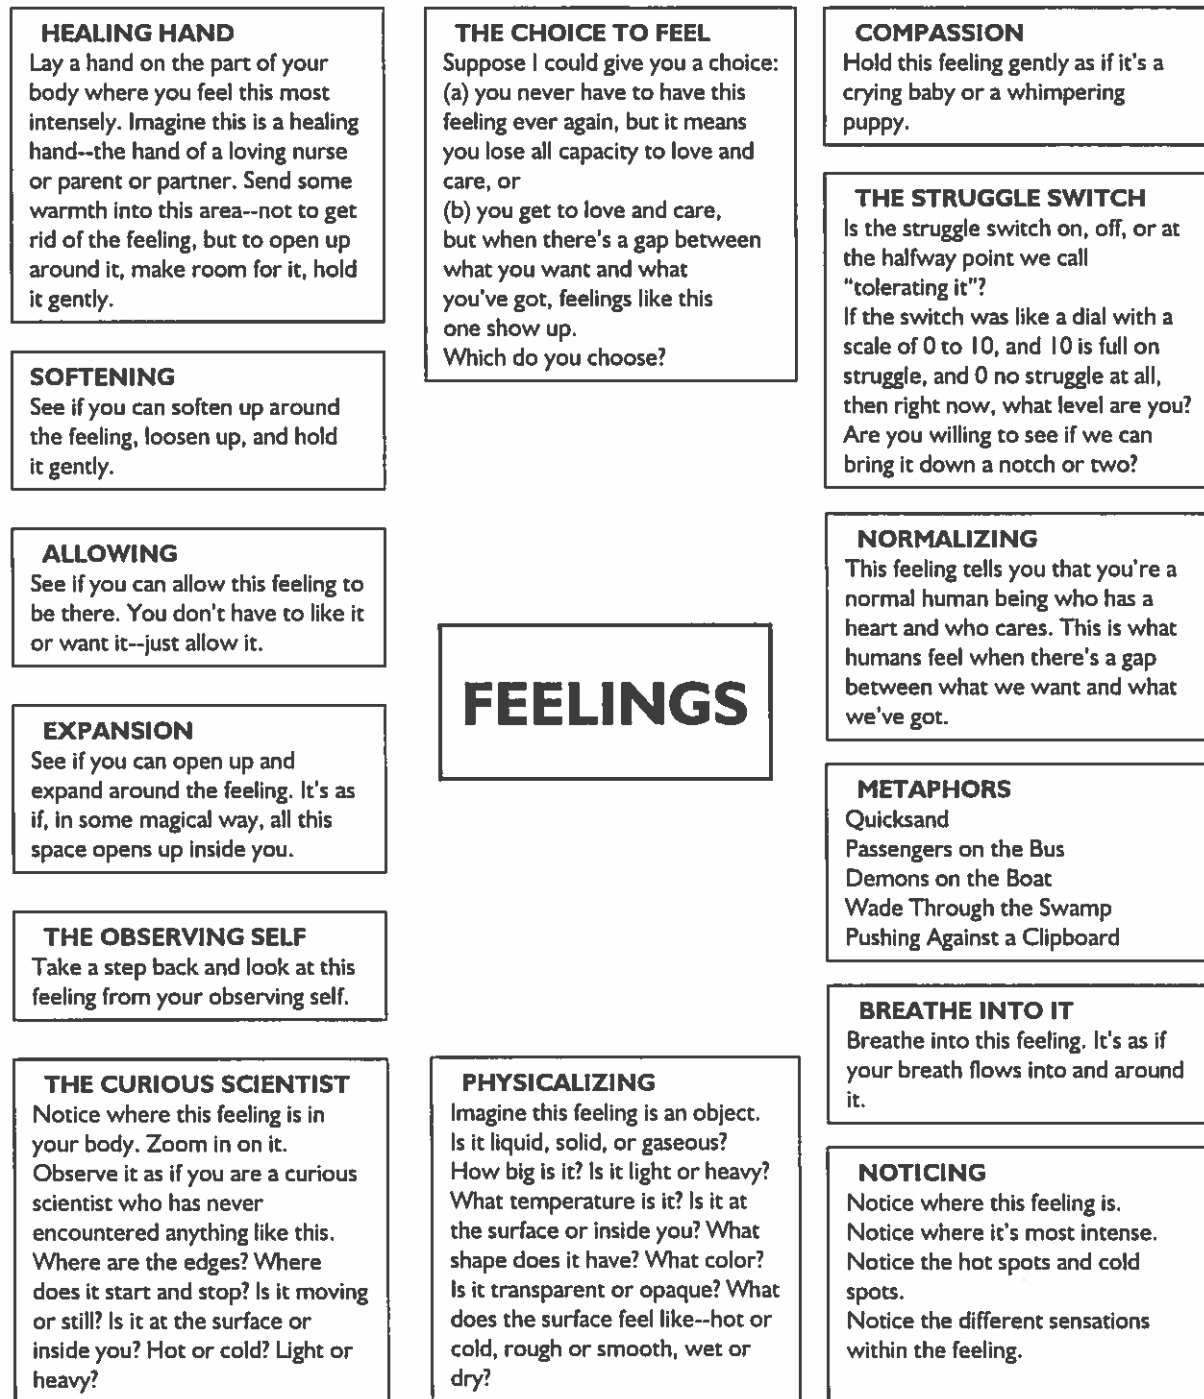 HEALING HAND
Lay a hand on the part of your
body where you feel this most
intensely. Imagine this is a healing
hand--the hand of a loving nurse
or parent or partner. Send some
warmth into this area--not to get
rid of the feeling, but to open up
around it, make room for it, hold
it gently.
SOFTENING
See if you can soften up around
the feeling, loosen up, and hold
it gently.
ALLOWING
See if you can allow this feeling to
be there. You don't have to like it
or want it--just allow it.
EXPANSION
See if you can open up and
expand around the feeling. It's as
if, in some magical way, all this
space opens up inside you.
THE OBSERVING SELF
Take a step back and look at this
feeling from your observing self.
THE CURIOUS SCIENTIST
Notice where this feeling is in
your body. Zoom in on it.
Observe it as if you are a curious
scientist who has never
encountered anything like this.
Where are the edges? Where
does it start and stop? Is it moving
or still? Is it at the surface or
inside you? Hot or cold? Light or
heavy?
THE CHOICE TO FEEL
Suppose I could give you a choice:
(a) you never have to have this
feeling ever again, but it means
you lose all capacity to love and
care, or
(b) you get to love and care,
but when there's a gap between
what you want and what
you've got, feelings like this
one show up.
Which do you choose?
FEELINGS
PHYSICALIZING
Imagine this feeling is an object.
Is it liquid, solid, or gaseous?
How big is it? Is it light or heavy?
What temperature is it? Is it at
the surface or inside you? What
shape does it have? What color?
Is it transparent or opaque? What
does the surface feel like--hot or
cold, rough or smooth, wet or
dry?
COMPASSION
Hold this feeling gently as if it's a
crying baby or a whimpering
puppy.
THE STRUGGLE SWITCH
Is the struggle switch on, off, or at
the halfway point we call
"tolerating it"?
If the switch was like a dial with a
scale of 0 to 10, and 10 is full on
struggle, and 0 no struggle at all,
then right now, what level are you?
Are you willing to see if we can
bring it down a notch or two?
NORMALIZING
This feeling tells you that you're a
normal human being who has a
heart and who cares. This is what
humans feel when there's a gap
between what we want and what
we've got.
METAPHORS
Quicksand
Passengers on the Bus
Demons on the Boat
Wade Through the Swamp
Pushing Against a Clipboard
BREATHE INTO IT
Breathe into this feeling. It's as if
your breath flows into and around
it.
NOTICING
Notice where this feeling is.
Notice where it's most intense.
Notice the hot spots and cold
spots.
Notice the different sensations
within the feeling.